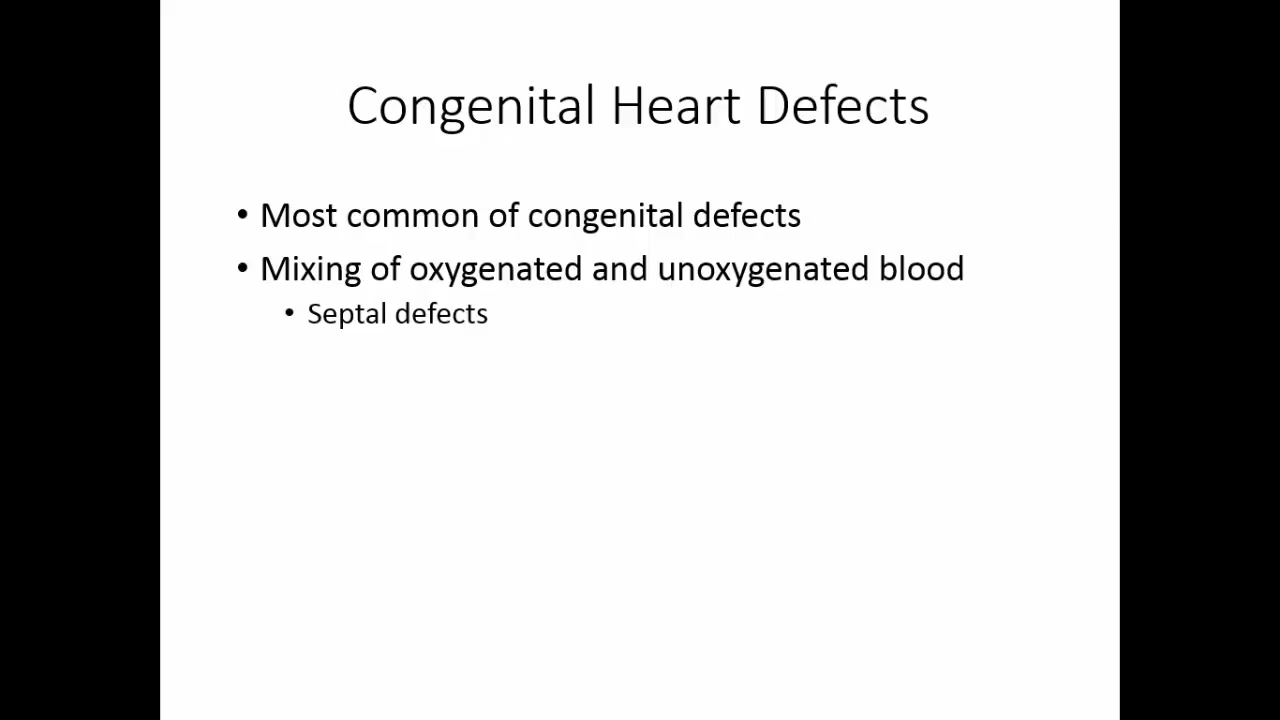 Congenital Heart Defects
• Most common of congenital defects
• Mixing of oxygenated and unoxygenated blood
• Septal defects